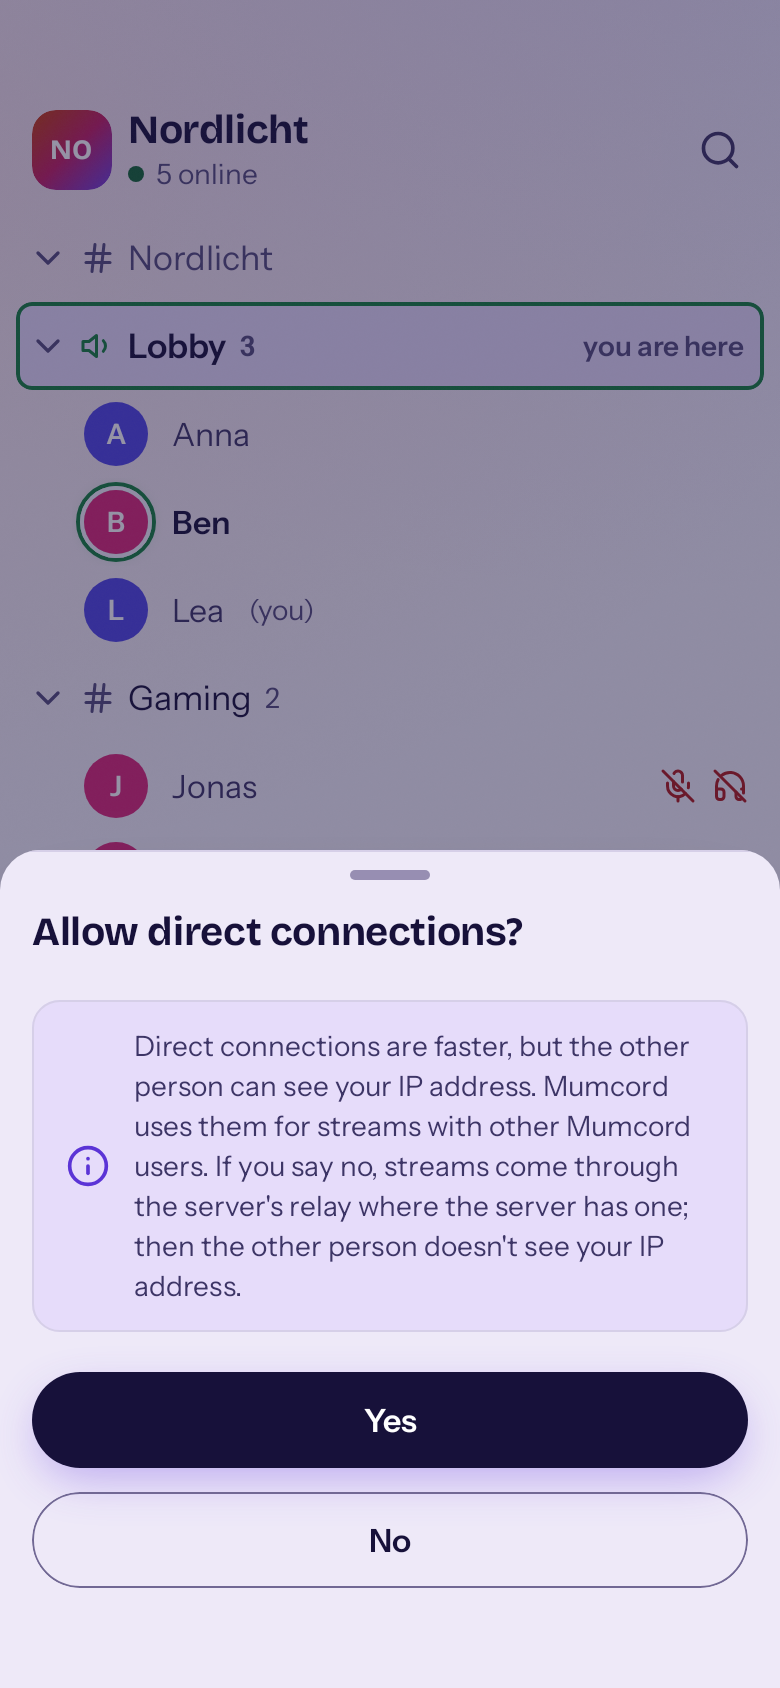 NO
Nordlicht
5 online
# Nordlicht
Lobby 3 you are here
A Anna
B Ben
L Lea (you)
# Gaming 2
J Jonas
Allow direct connections?
Direct connections are faster, but the other
person can see your IP address. Mumcord
uses them for streams with other Mumcord
users. If you say no, streams come through
the server's relay where the server has one;
then the other person doesn't see your IP
address.
Yes
No